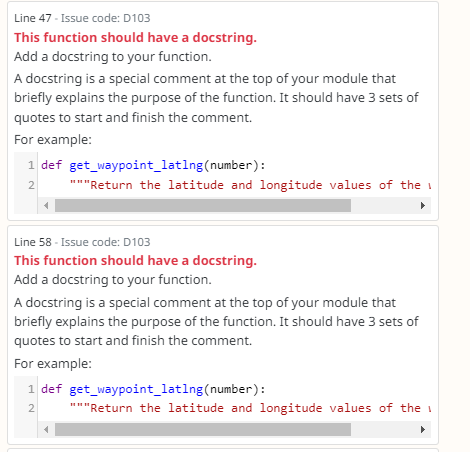 Line 47 - Issue code: D103
This function should have a docstring.
Add a docstring to your function.
A docstring is a special comment at the top of your module that
briefly explains the purpose of the function. It should have 3 sets of
quotes to start and finish the comment.
For example:
1 def get_waypoint_latlng(number):
2 """Return the latitude and longitude values of the
Line 58 - Issue code: D103
This function should have a docstring.
Add a docstring to your function.
A docstring is a special comment at the top of your module that
briefly explains the purpose of the function. It should have 3 sets of
quotes to start and finish the comment.
For example:
1 def get_waypoint_latlng(number):
2 """Return the latitude and longitude values of the